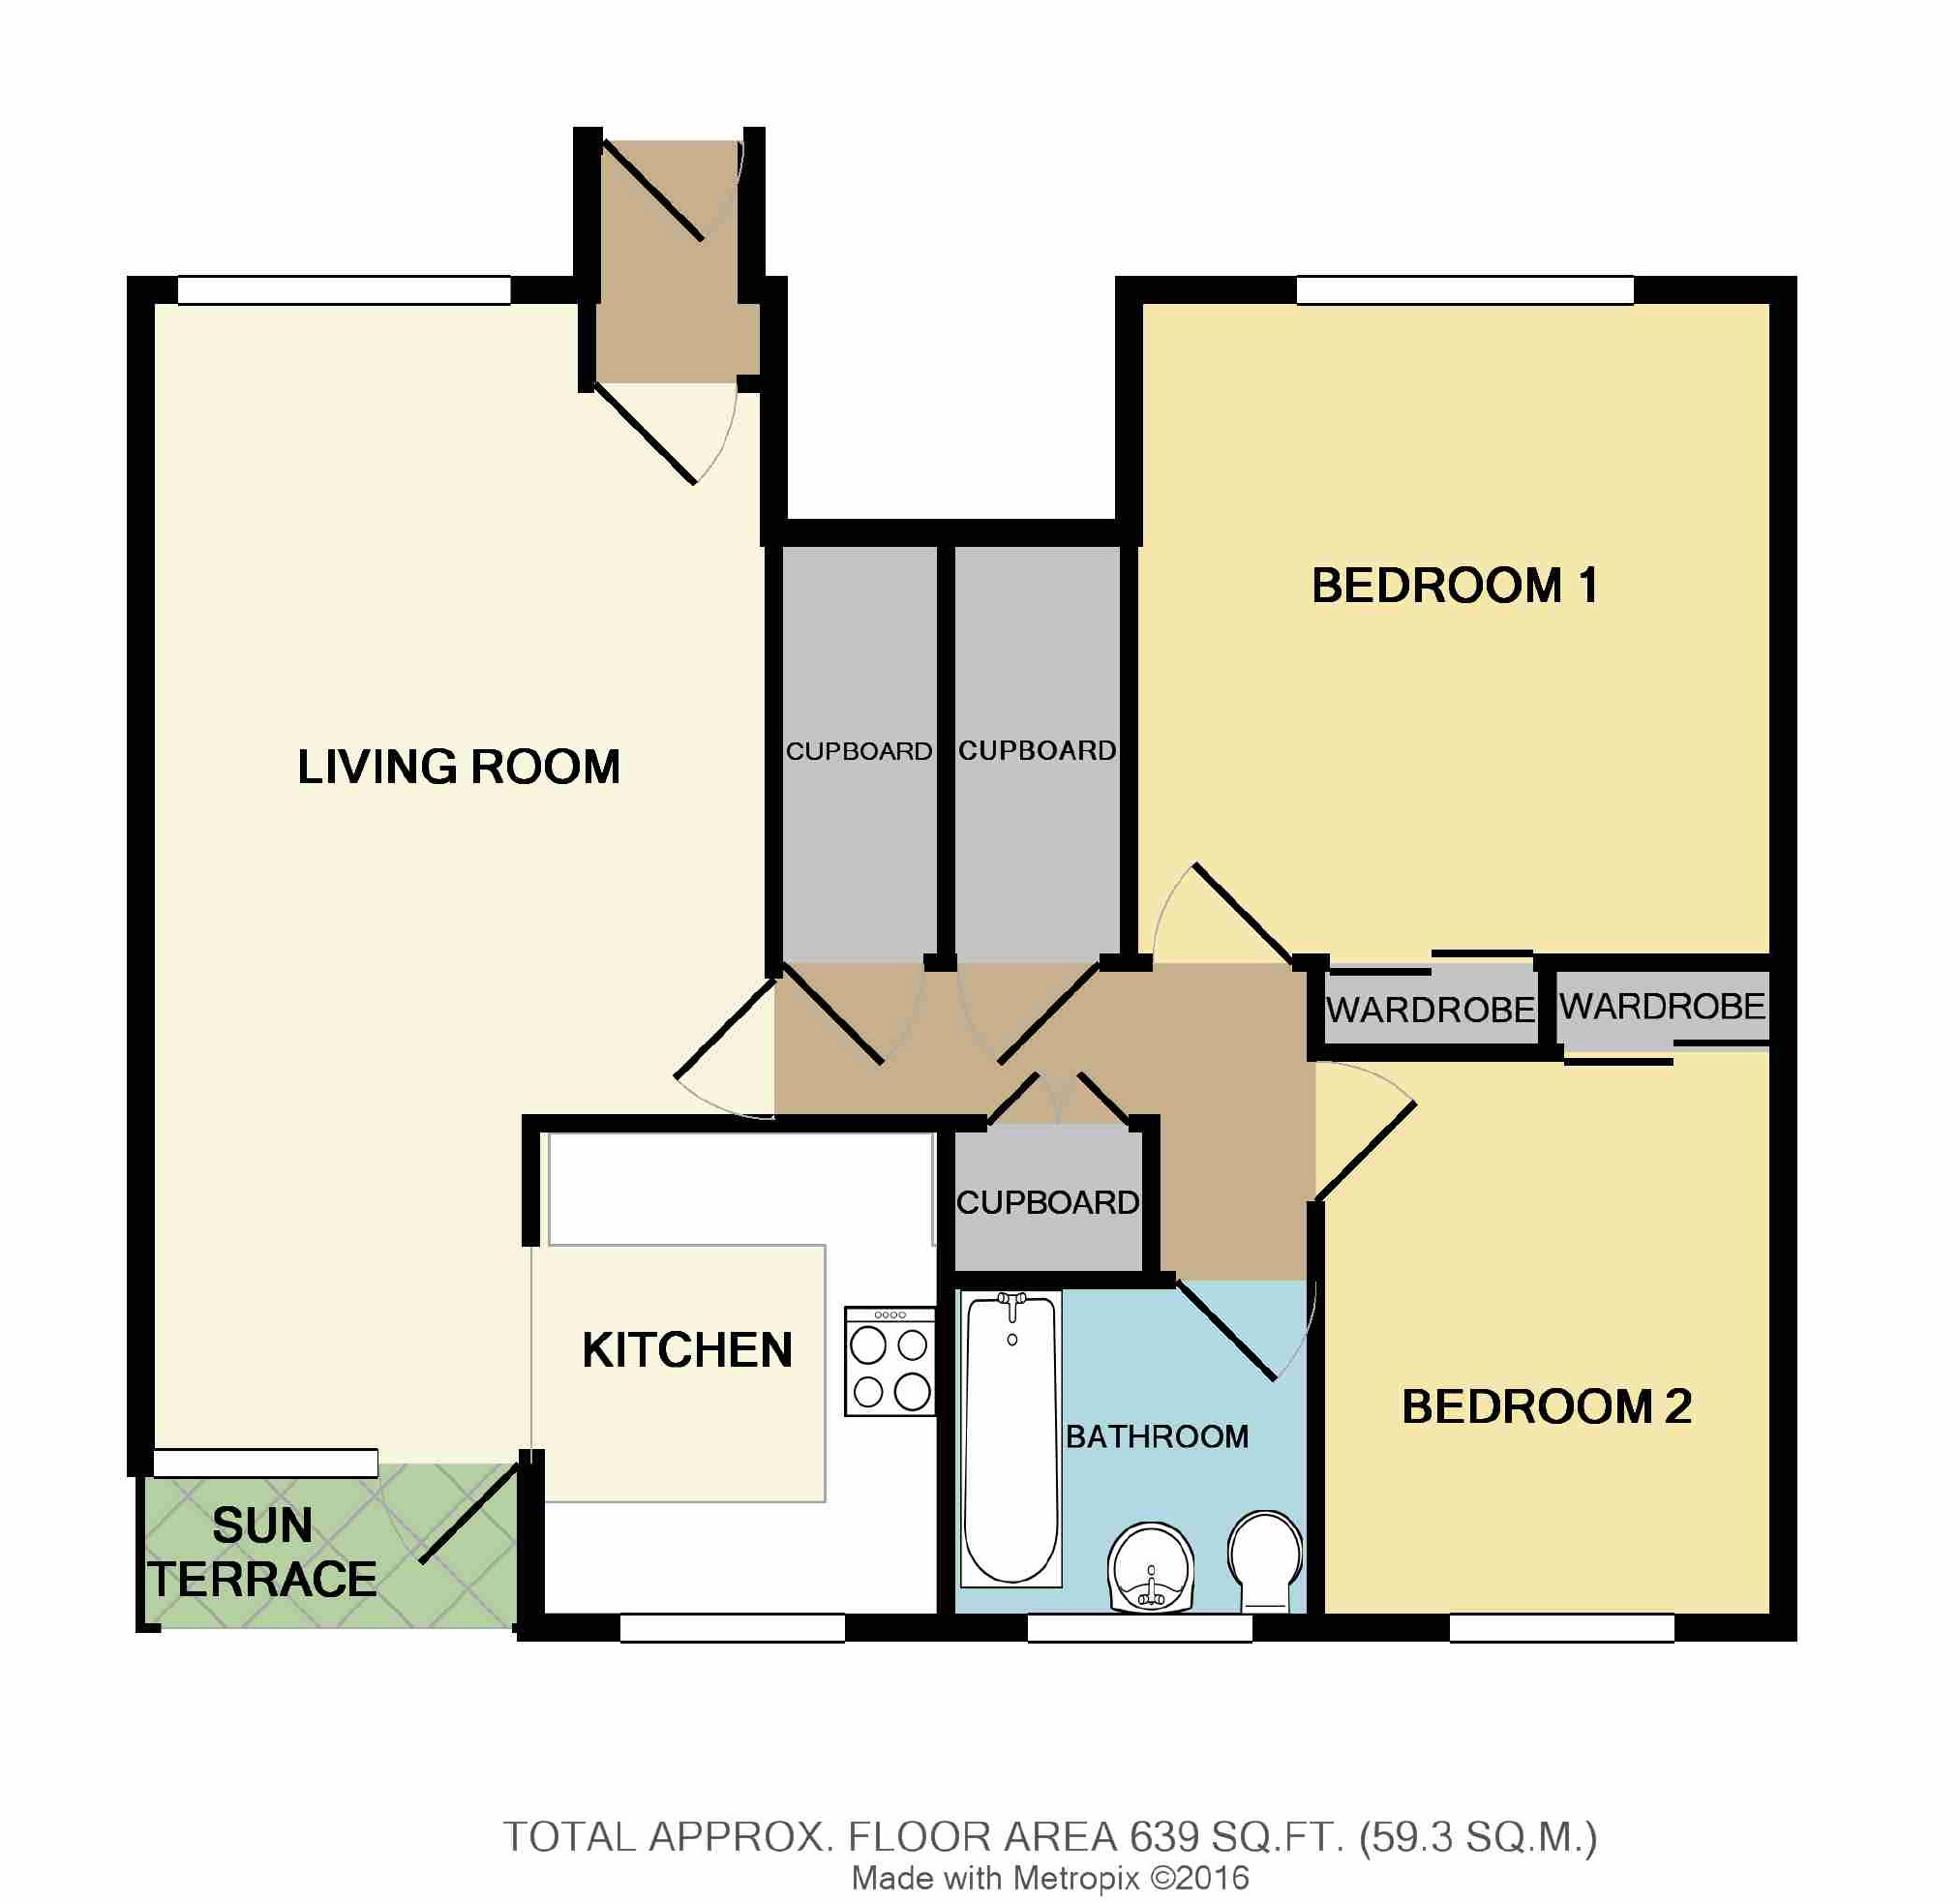 BEDROOM 1
LIVING ROOM
CUPBOARD
CUPBOARD
WARDROBE
WARDROBE
CUPBOARD
KITCHEN
BATHROOM
BEDROOM 2
SUN
TERRACE
TOTAL APPROX. FLOOR AREA 639 SQ.FT. (59.3 SQ.M.)
Made with Metropix ©2016